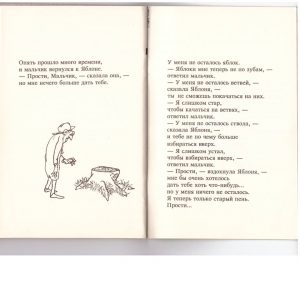 Опять прошло много времени,
и мальчик вернулся к Яблоне.
— Прости, Мальчик, — сказала она, —
но мне нечего больше дать тебе.
У меня не осталось яблок.
— Яблоки мне теперь не по зубам, —
ответил мальчик.
— У меня не осталось ветвей, —
сказала Яблоня, —
ты не сможешь покачаться на них.
— Я слишком стар,
чтобы качаться на ветвях, —
ответил мальчик.
— У меня не осталось ствола, —
сказала Яблоня, —
и тебе не по чему больше
взбираться вверх.
— Я слишком устал,
чтобы взбираться вверх, —
ответил мальчик.
— Прости, — вздохнула Яблоня, —
мне бы очень хотелось
дать тебе хоть что-нибудь...
но у меня ничего не осталось.
Я теперь только старый пень.
Прости...